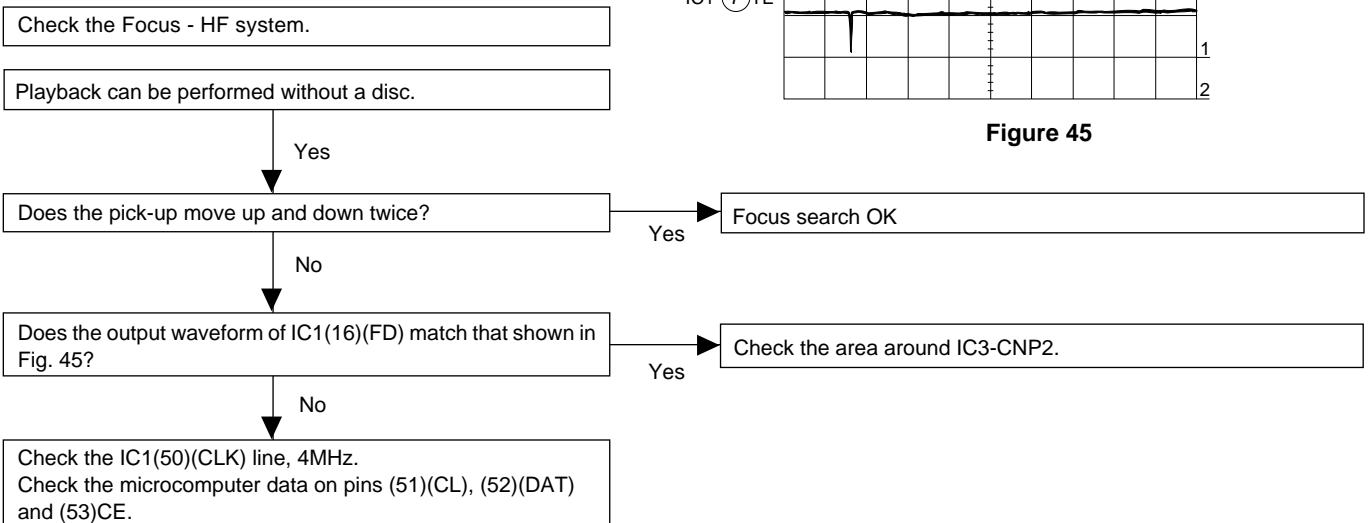 Check the Focus - HF system.
Playback can be performed without a disc.
Yes
Does the pick-up move up and down twice?
Yes
Focus search OK
No
Does the output waveform of IC1(16)(FD) match that shown in
Fig. 45?
Yes
Check the area around IC3-CNP2.
No
Check the IC1(50)(CLK) line, 4MHz.
Check the microcomputer data on pins (51)(CL), (52)(DAT)
and (53)CE.
1
2
Figure 45